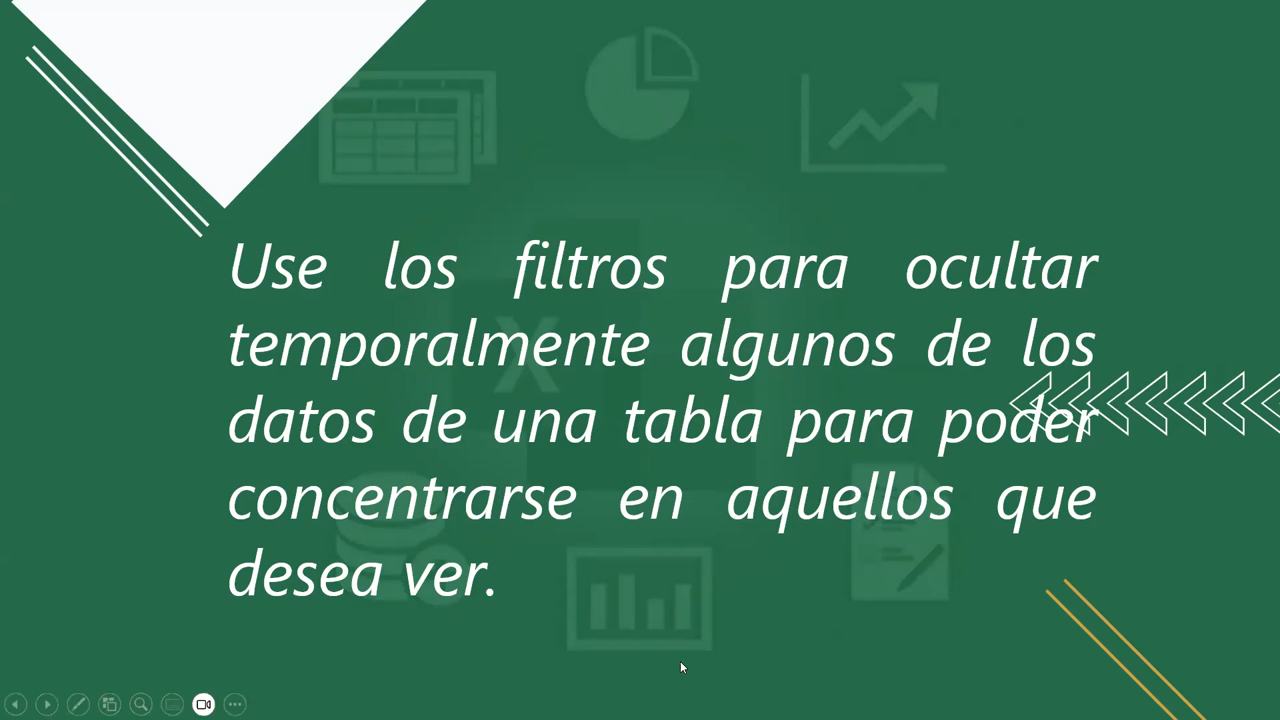 Use los filtros para ocultar
temporalmente algunos de los
datos de una tabla para poder
concentrarse en aquellos que
desea ver.